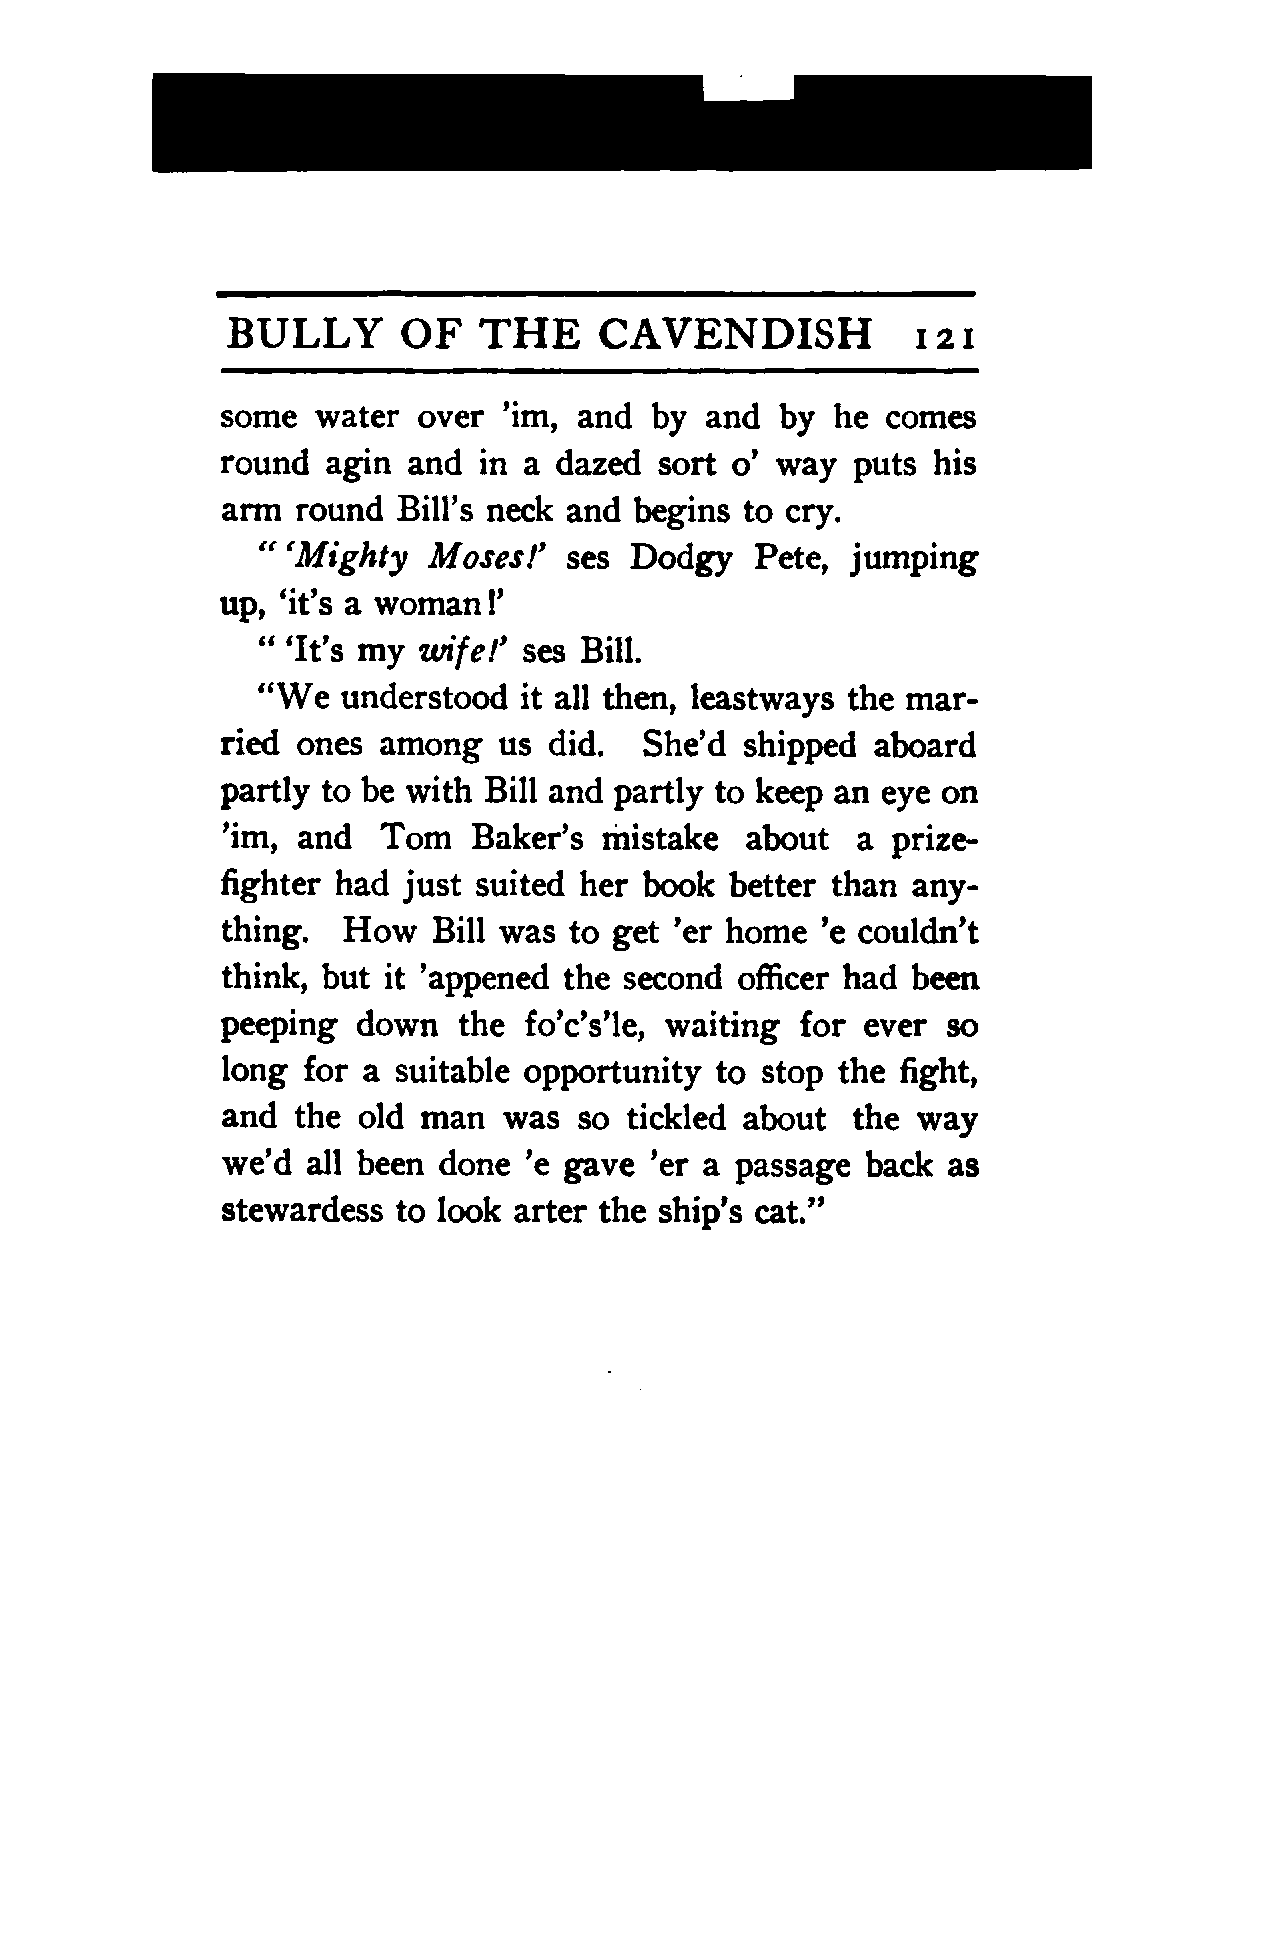 BULLY OF THE CAVENDISH 121
some water over 'im, and by and by he comes
round agin and in a dazed sort o' way puts his
arm round Bill's neck and begins to cry.
“ ‘Mighty Moses!’ ses Dodgy Pete, jumping
up, ‘it's a woman!’
“ ‘It's my wife!’ ses Bill.
“We understood it all then, leastways the mar-
ried ones among us did. She'd shipped aboard
partly to be with Bill and partly to keep an eye on
'im, and Tom Baker's mistake about a prize-
fighter had just suited her book better than any-
thing. How Bill was to get 'er home 'e couldn't
think, but it 'appened the second officer had been
peeping down the fo'c's'le, waiting for ever so
long for a suitable opportunity to stop the fight,
and the old man was so tickled about the way
we'd all been done 'e gave 'er a passage back as
stewardess to look arter the ship's cat.”